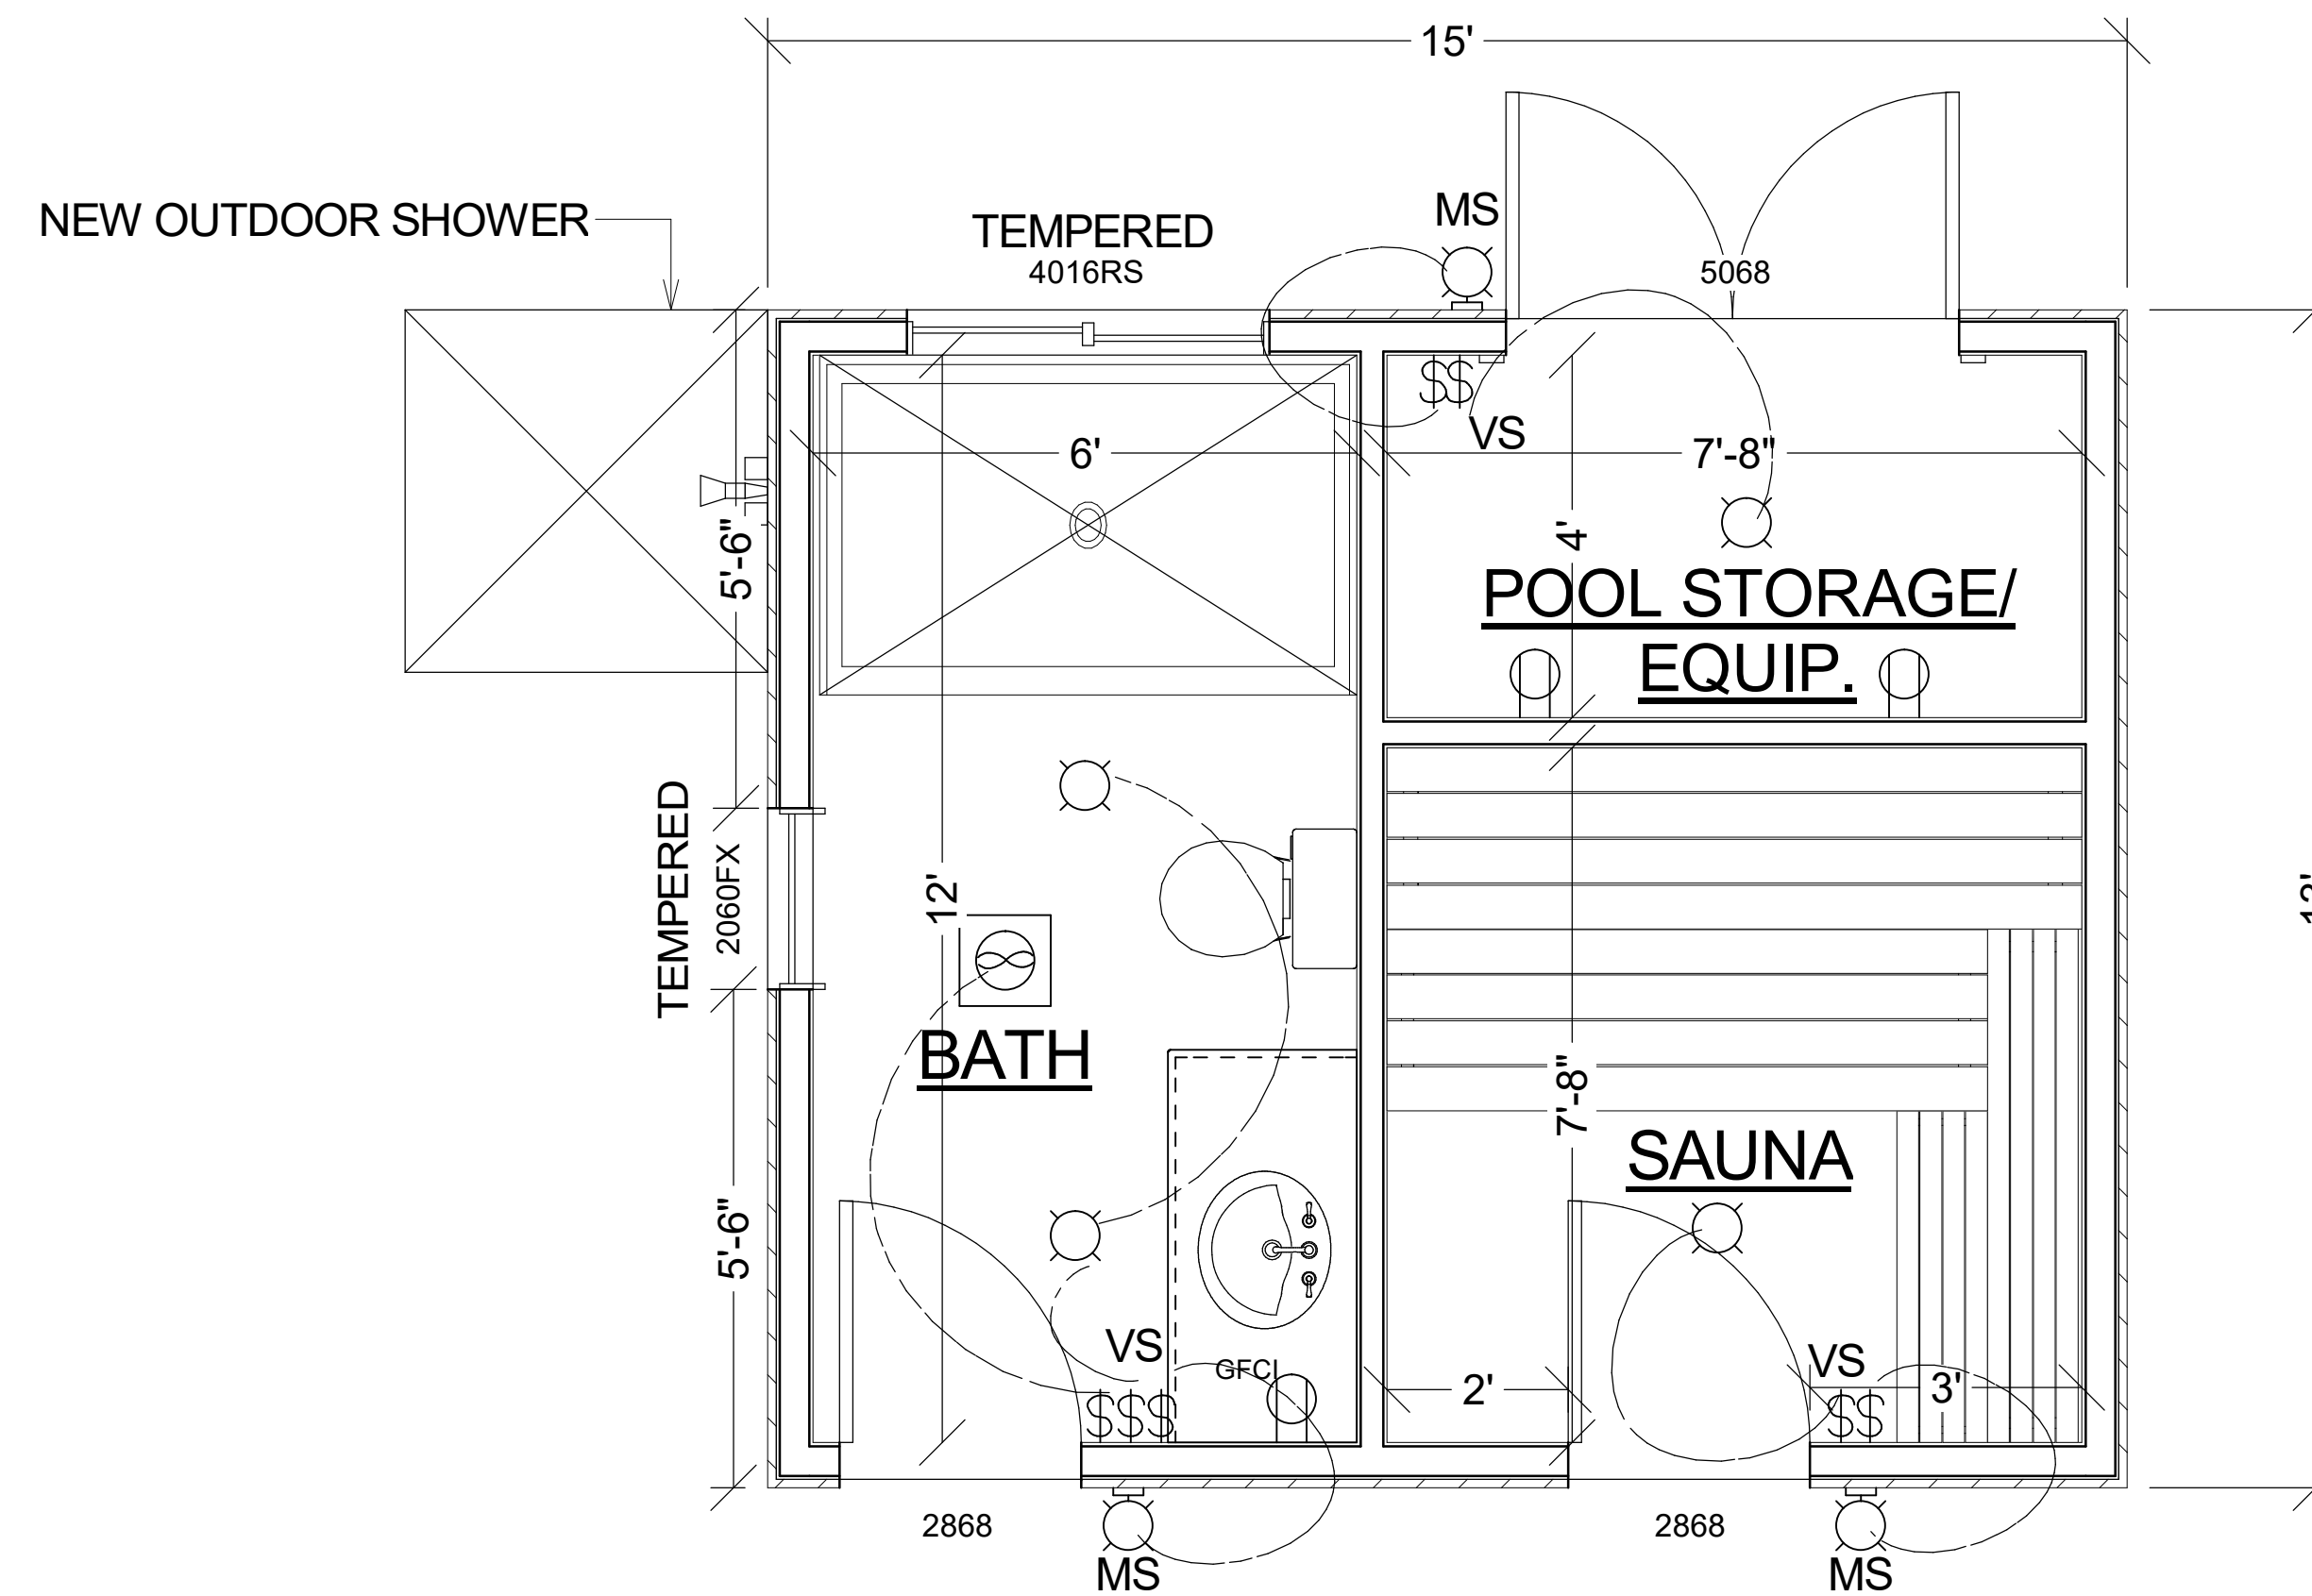 15'
NEW OUTDOOR SHOWER
TEMPERED
4016RS
MS
5068
$$
VS
6'
7'-8"
5'-6"
4'
POOL STORAGE/
EQUIP.
TEMPERED
2060FX
12'
BATH
7'-8"
SAUNA
5'-6"
VS
GFCI
$$$
2'
VS
$$
3'
2868
MS
2868
MS